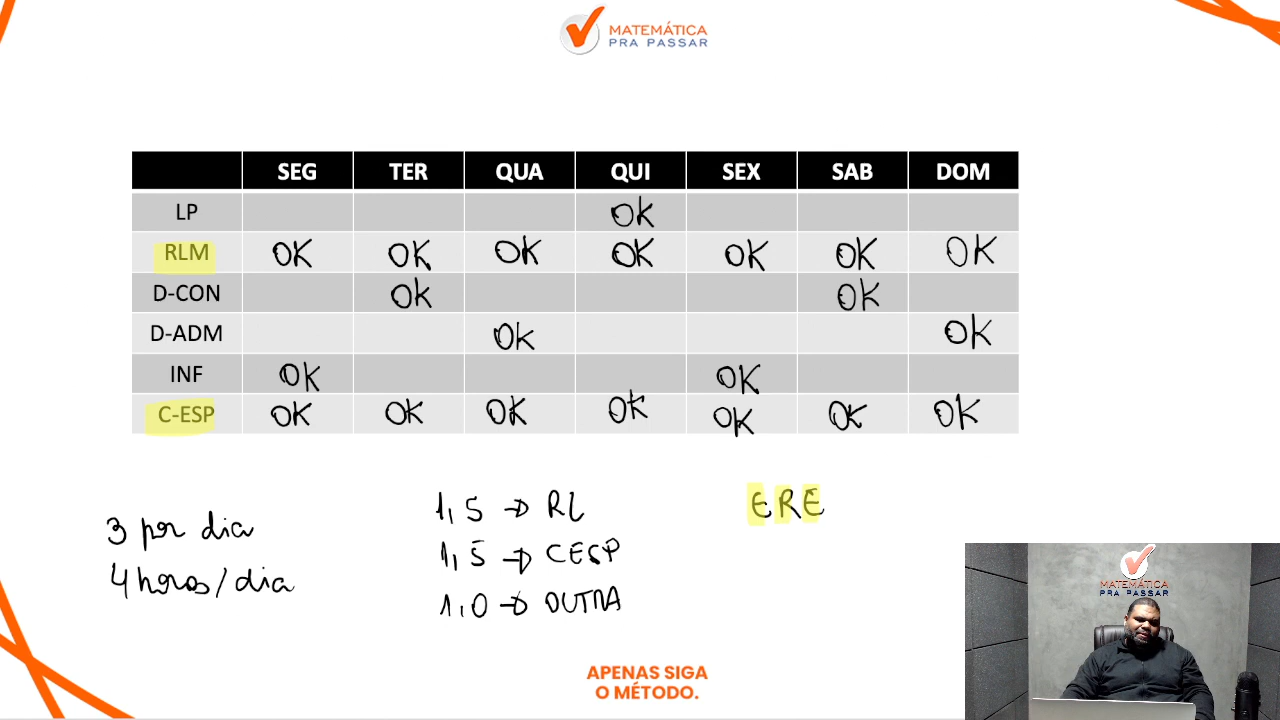 MATEMÁTICA
PRA PASSAR
SEG TER QUA QUI SEX SAB DOM
LP OK
RLM OK OK OK OK OK OK OK
D-CON OK OK
D-ADM OK OK
INF OK OK
C-ESP OK OK OK OK OK OK OK
3 por dia
4 horas/dia
1,5 → RL
1,5 → CESP
1,0 → OUTRA
ERE
MATEMÁTICA
PRA PASSAR
APENAS SIGA
O MÉTODO.